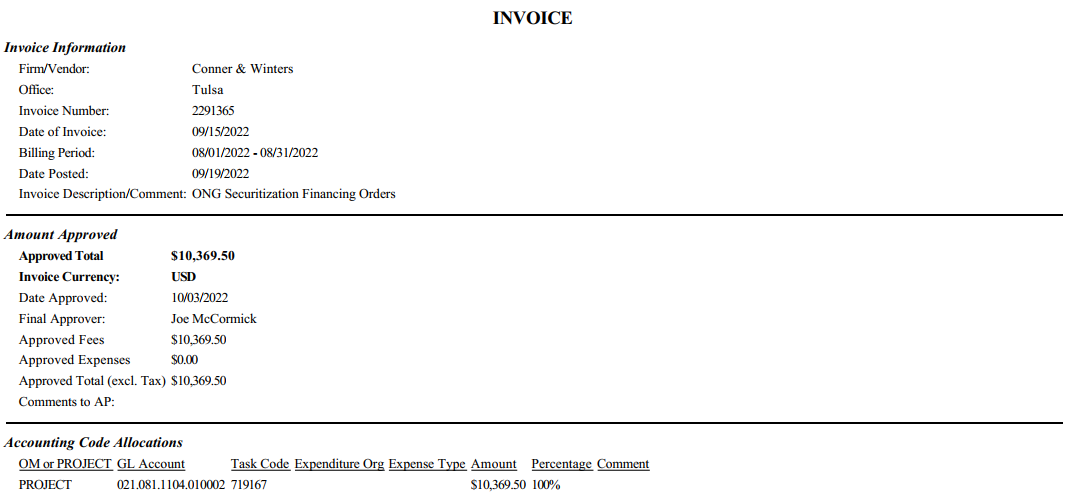 INVOICE
Invoice Information
Firm/Vendor: Conner & Winters
Office: Tulsa
Invoice Number: 2291365
Date of Invoice: 09/15/2022
Billing Period: 08/01/2022 - 08/31/2022
Date Posted: 09/19/2022
Invoice Description/Comment: ONG Securitization Financing Orders
Amount Approved
Approved Total $10,369.50
Invoice Currency: USD
Date Approved: 10/03/2022
Final Approver: Joe McCormick
Approved Fees $10,369.50
Approved Expenses $0.00
Approved Total (excl. Tax) $10,369.50
Comments to AP:
Accounting Code Allocations
OM or PROJECT GL Account Task Code Expenditure Org Expense Type Amount Percentage Comment
PROJECT 021.081.1104.010002 719167 $10,369.50 100%